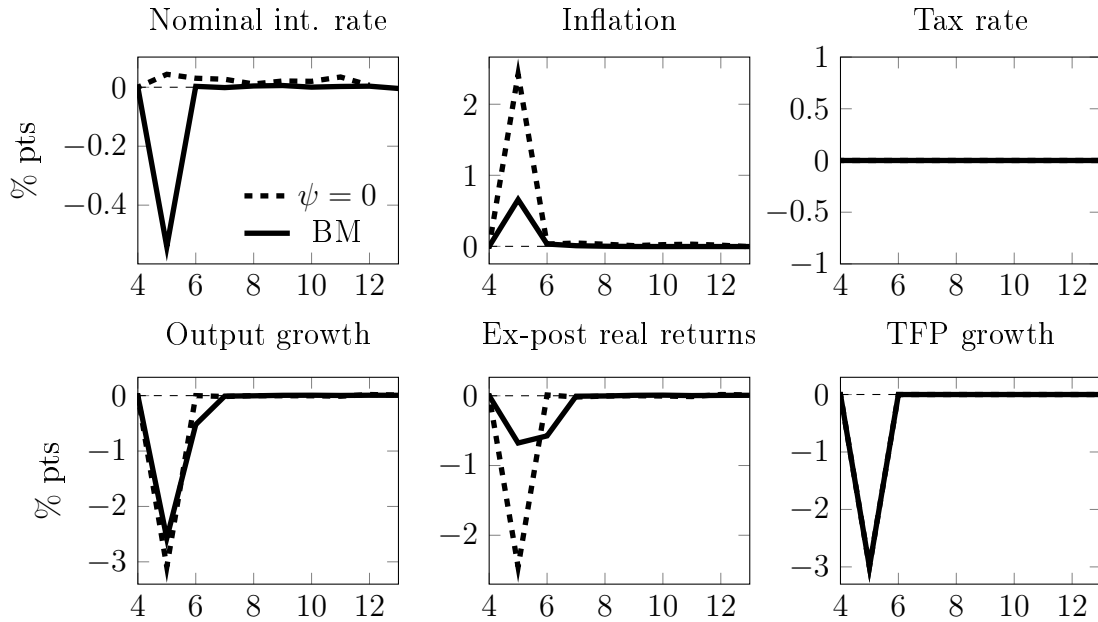 Nominal int. rate
Inflation
Tax rate
% pts
0
−0.2
−0.4
ψ = 0
BM
4 6 8 10 12
2
1
0
4 6 8 10 12
1
0.5
0
−0.5
−1
4 6 8 10 12
Output growth
Ex-post real returns
TFP growth
% pts
0
−1
−2
−3
4 6 8 10 12
0
−1
−2
4 6 8 10 12
0
−1
−2
−3
4 6 8 10 12